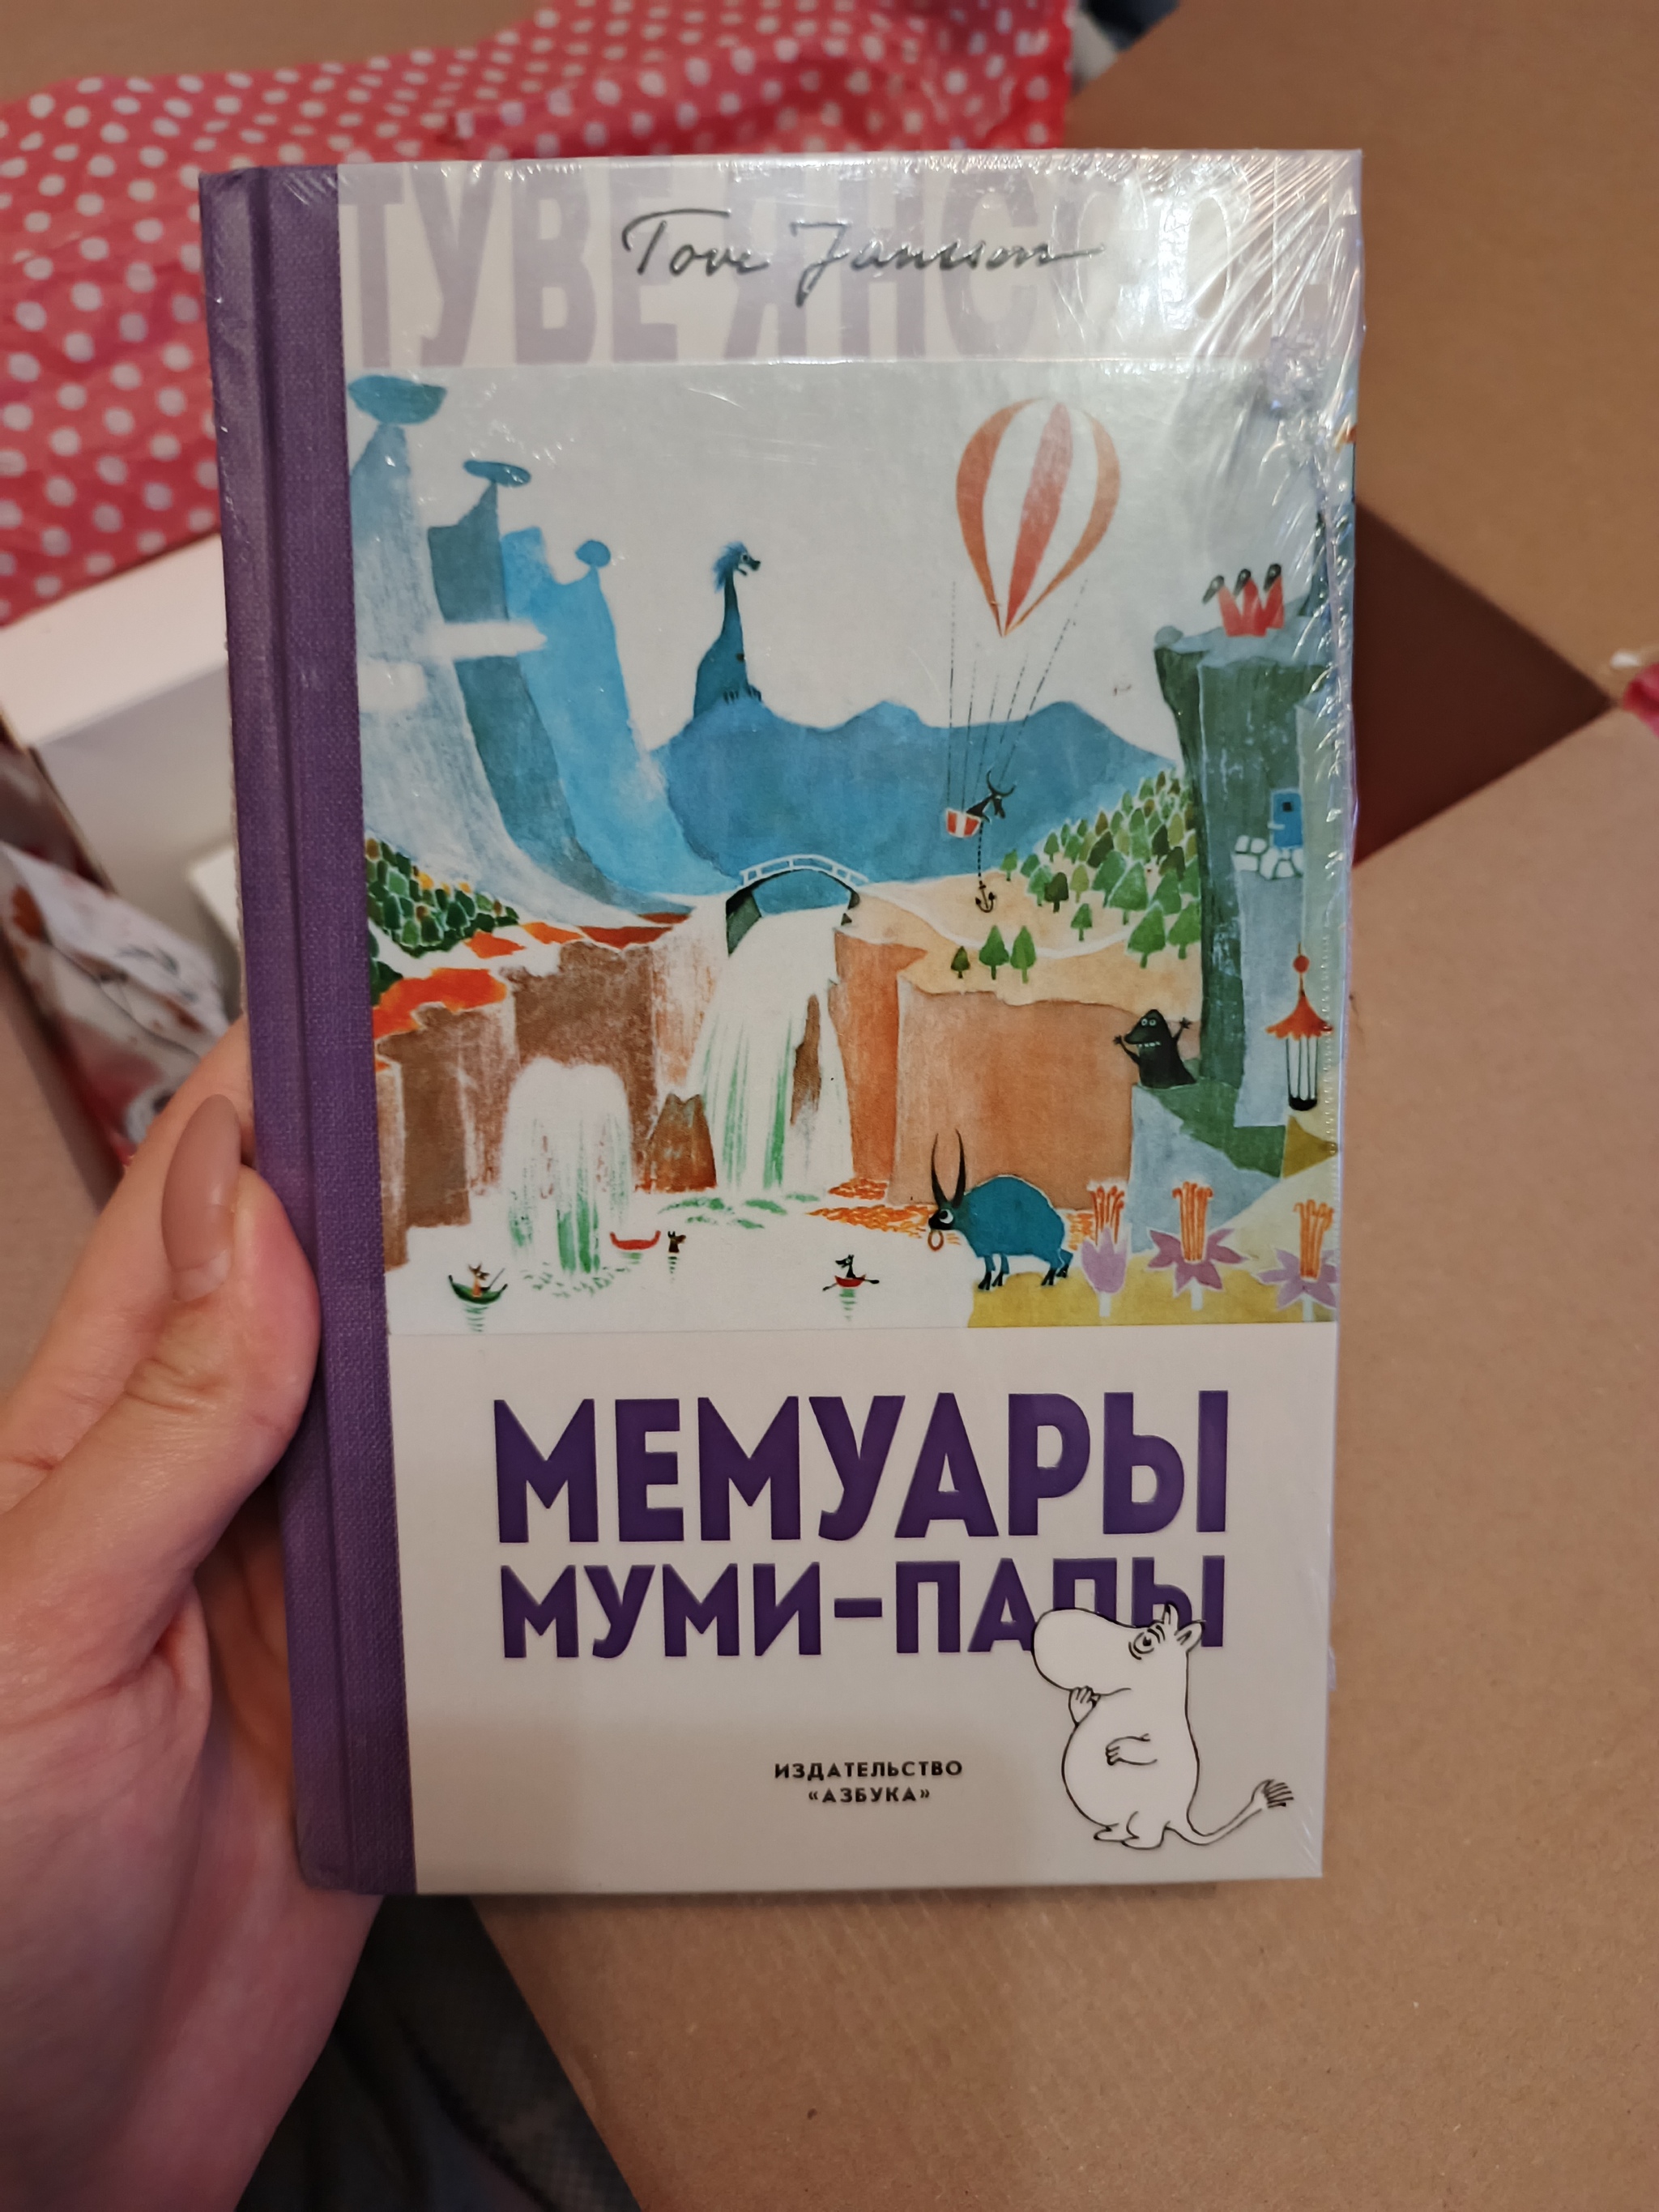 ТУВЕ ЯНССОН
Tove Jansson
МЕМУАРЫ
МУМИ-ПАПЫ
ИЗДАТЕЛЬСТВО
«АЗБУКА»